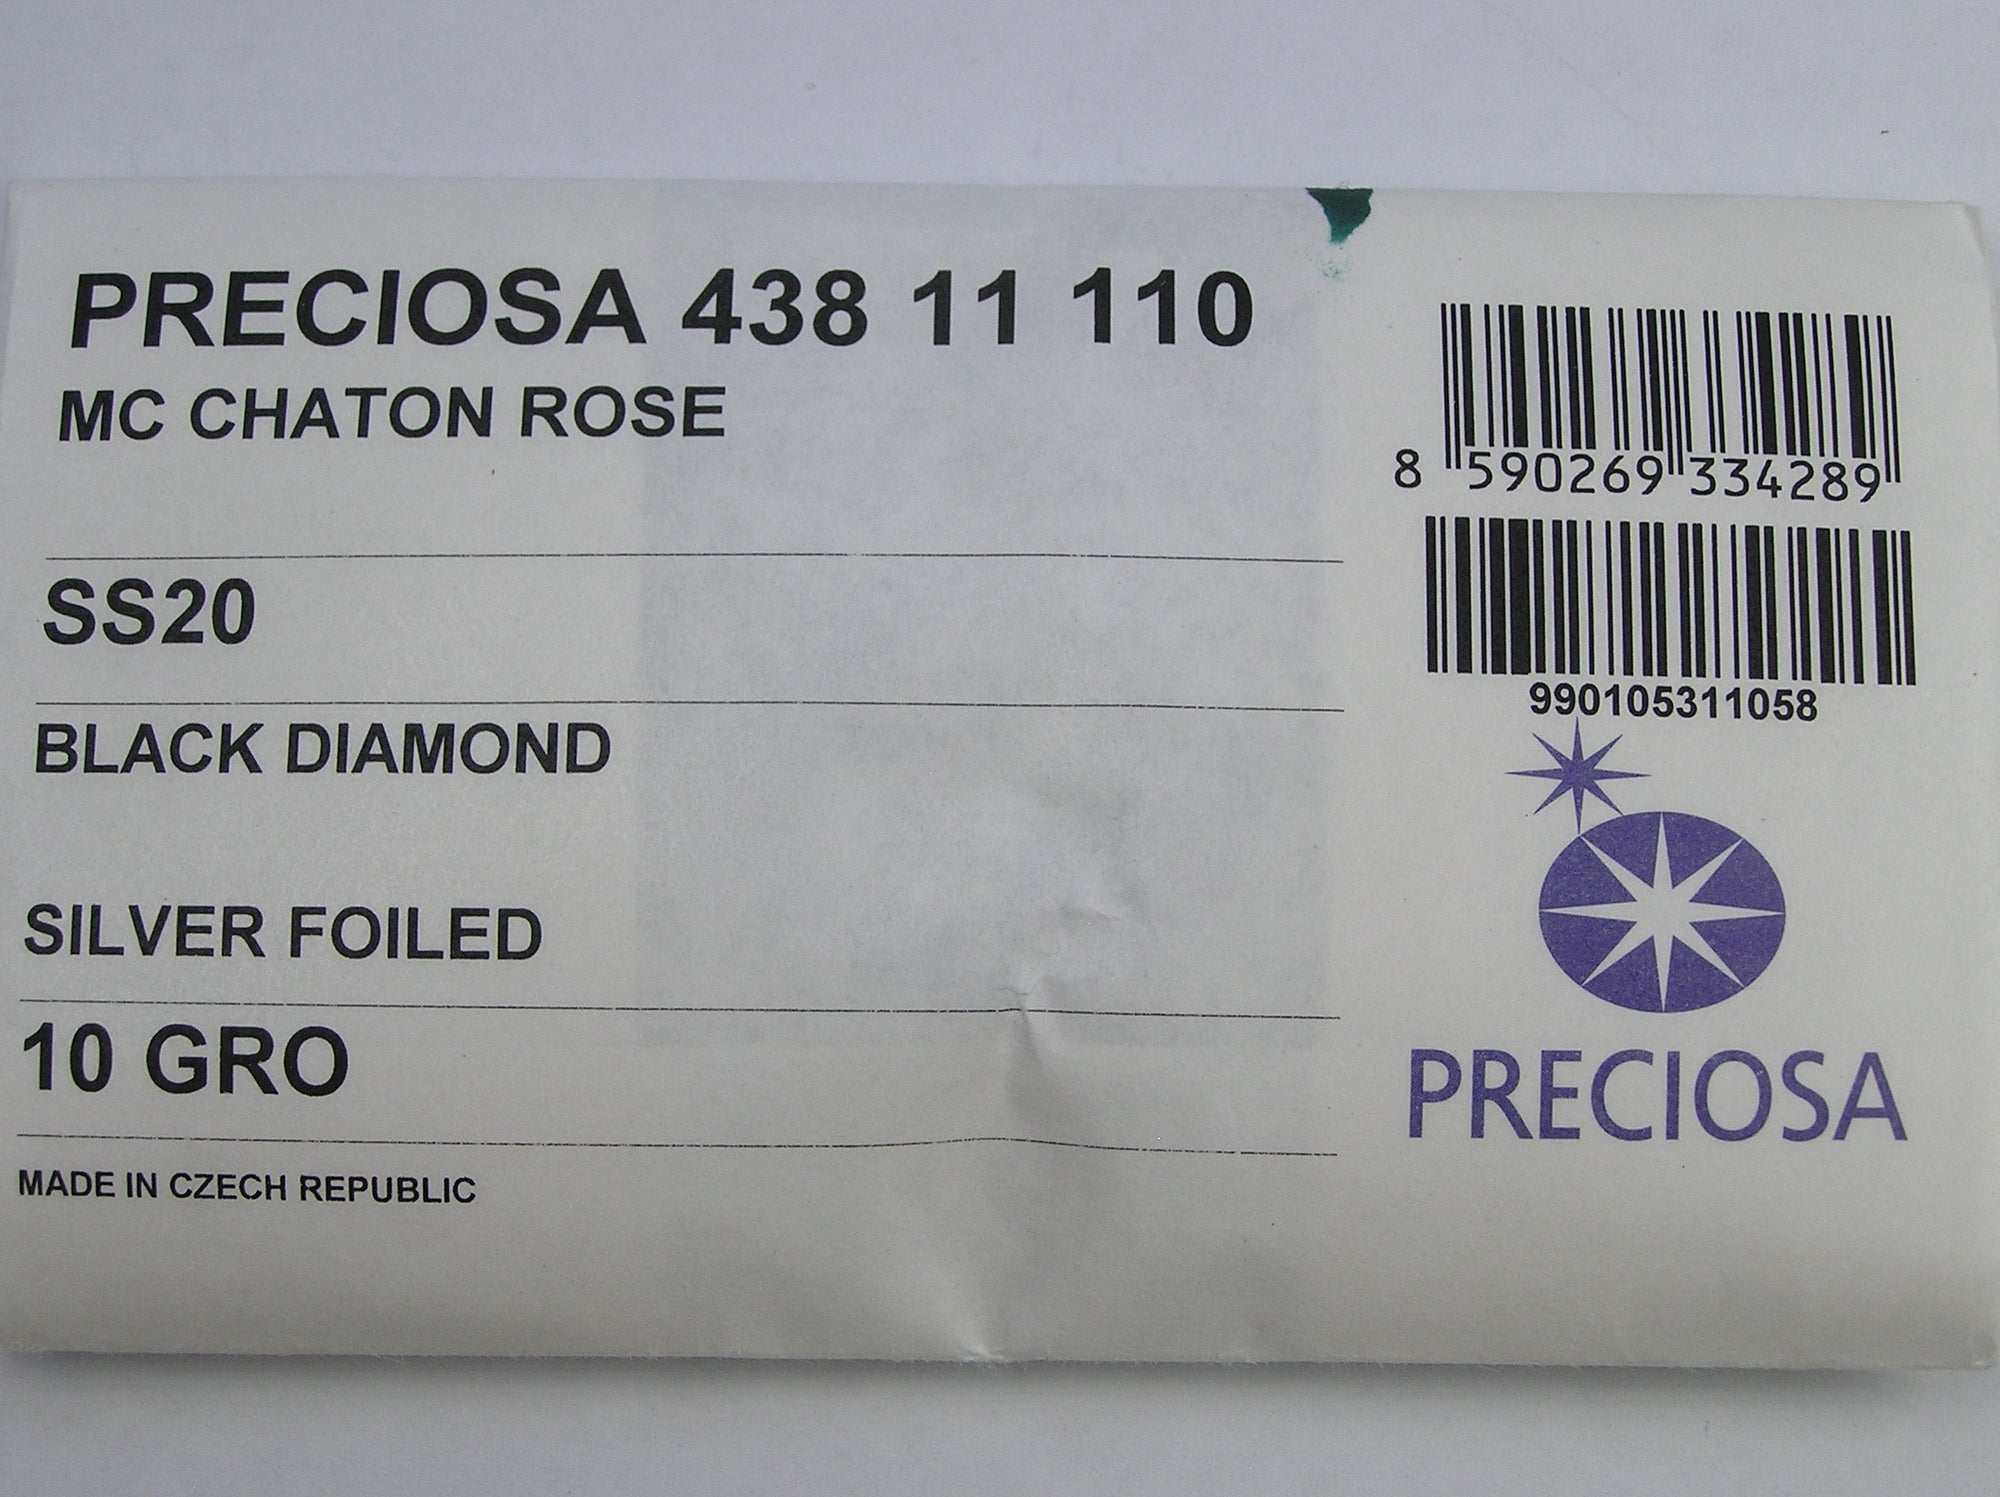 PRECIOSA 438 11 110
MC CHATON ROSE
SS20
BLACK DIAMOND
SILVER FOILED
10 GRO
MADE IN CZECH REPUBLIC
8 590269 334289
990105311058
PRECIOSA